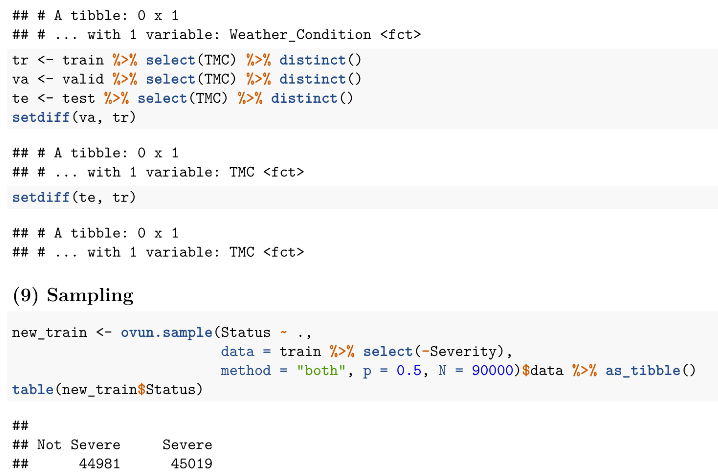 ## # A tibble: 0 x 1
## # ... with 1 variable: Weather_Condition <fct>
tr <- train %>% select(TMC) %>% distinct()
va <- valid %>% select(TMC) %>% distinct()
te <- test %>% select(TMC) %>% distinct()
setdiff(va, tr)
## # A tibble: 0 x 1
## # ... with 1 variable: TMC <fct>
setdiff(te, tr)
## # A tibble: 0 x 1
## # ... with 1 variable: TMC <fct>
(9) Sampling
new_train <- ovun.sample(Status ~ .,
data = train %>% select(-Severity),
method = "both", p = 0.5, N = 90000)$data %>% as_tibble()
table(new_train$Status)
##
## Not Severe     Severe
##      44981      45019